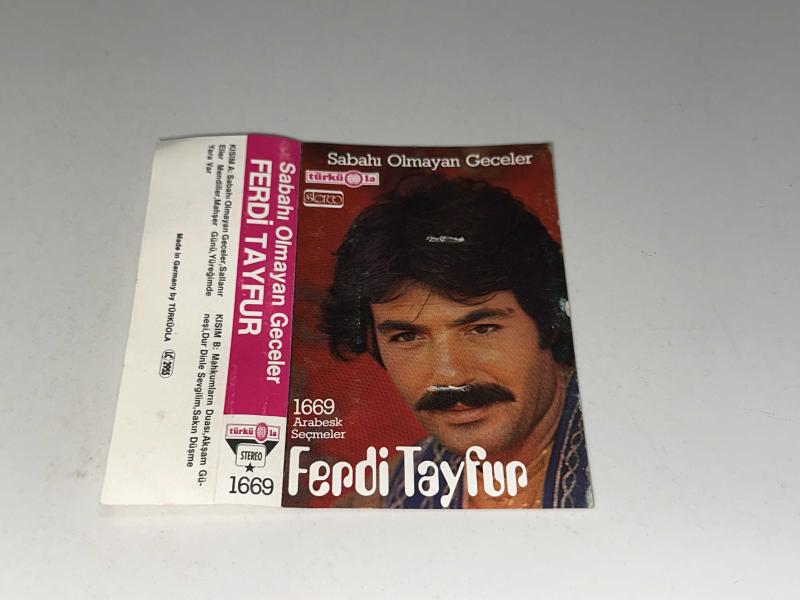 Sabahı Olmayan Geceler
türkü la
STEREO
1669
Arabesk
Seçmeler
Ferdi Tayfur
Sabahı Olmayan Geceler
FERDİ TAYFUR
türkü la
STEREO
1669
KISIM A: Sabahı Olmayan Geceler, Sallanır
Eller Mendiller, Mahşer Günü, Yüreğimde
Yara Var
KISIM B: Mahkumların Duası, Akşam Gü-
neşi, Dur Dinle Sevgilim, Sakın Düşme
Made in Germany by TÜRKÜOLA
LC 2955